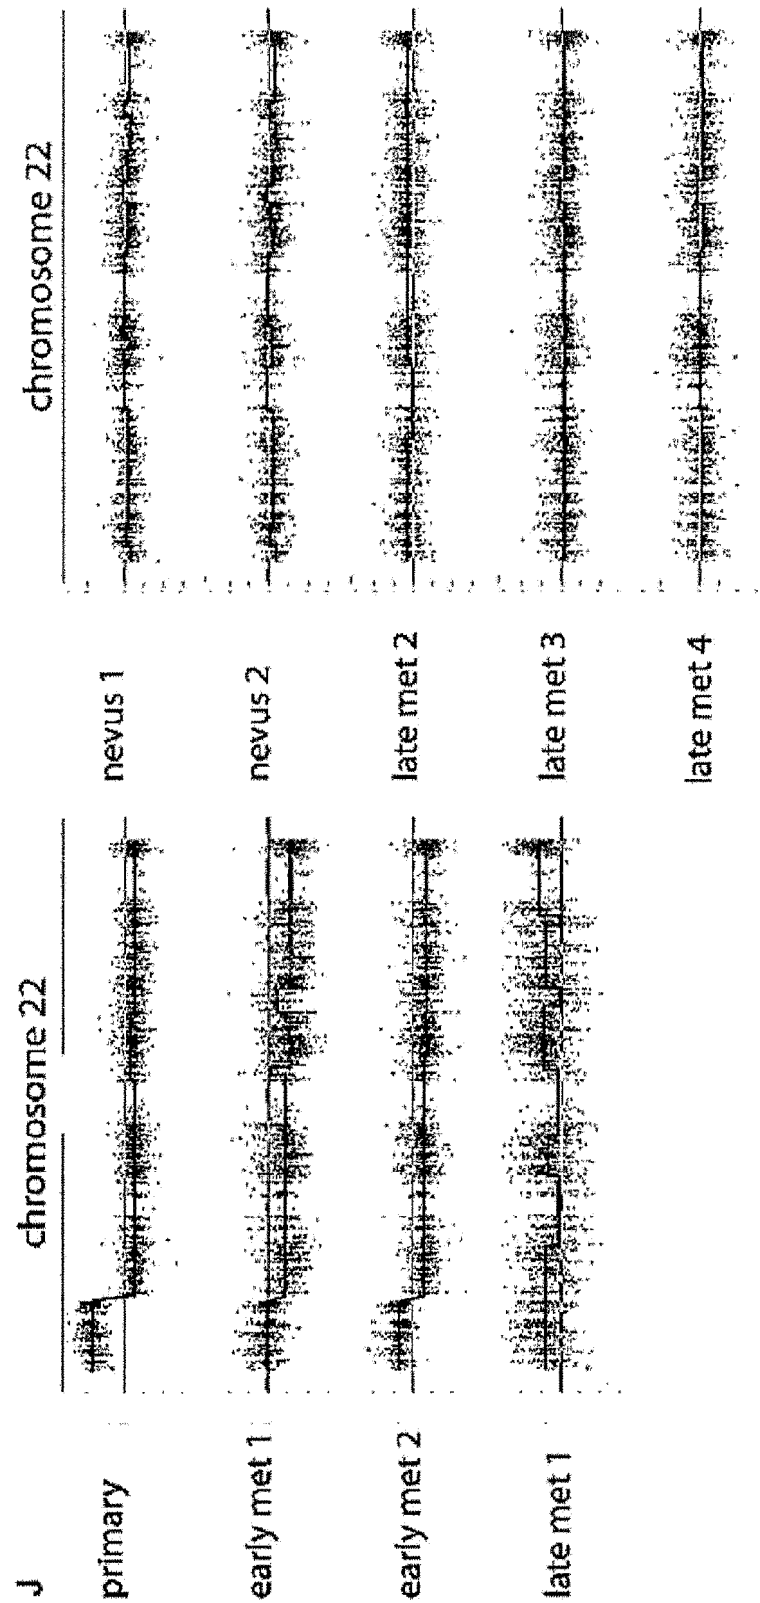 J
chromosome 22
primary
early met 1
early met 2
late met 1
chromosome 22
nevus 1
nevus 2
late met 2
late met 3
late met 4